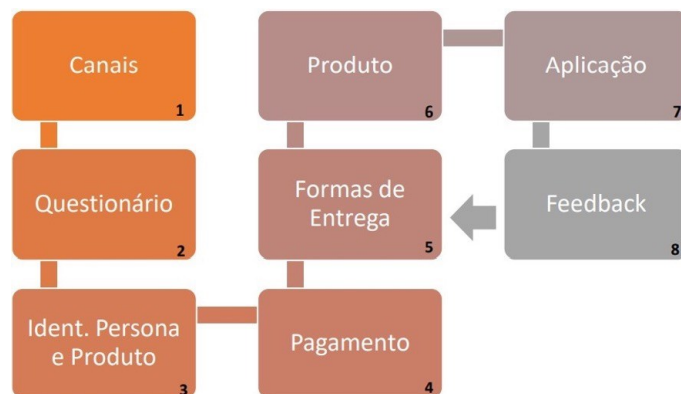 Canais
1
Questionário
2
Ident. Persona
e Produto
3
Pagamento
4
Formas de
Entrega
5
Produto
6
Aplicação
7
Feedback
8